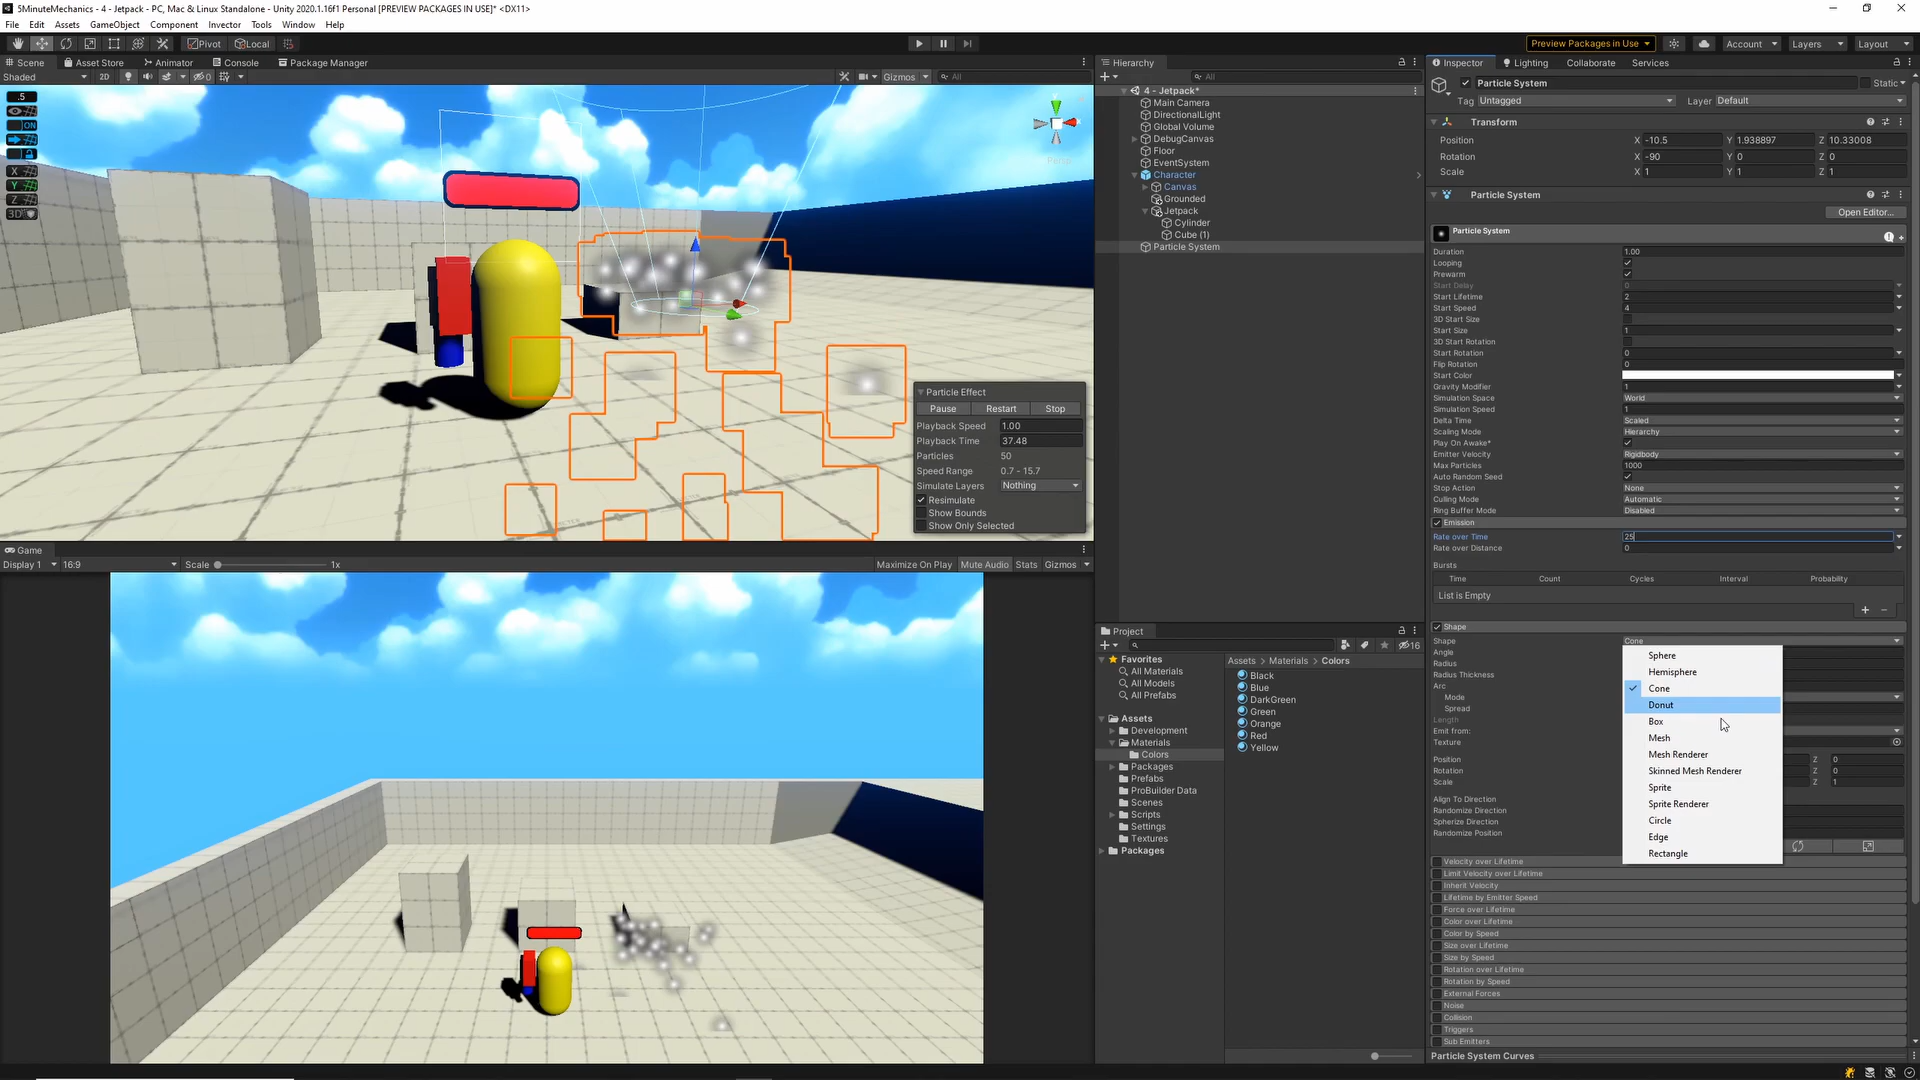 5MinuteMechanics - 4 - Jetpack - PC, Mac & Linux Standalone - Unity 2020.1.16f1 Personal [PREVIEW PACKAGES IN USE]* <DX11>
File Edit Assets GameObject Component Inspector Tools Window Help
Pivot Local
Preview Packages in Use Account Layers Layout
Scene Asset Store Animator Console Package Manager
Shaded 2D 0 Gizmos All
.5
ON
X
Y
Z
3D
Particle Effect
Pause Restart Stop
Playback Speed 1.00
Playback Time 37.48
Particles 50
Speed Range 0.7 - 15.7
Simulate Layers Nothing
Resimulate
Show Bounds
Show Only Selected
Game
Display 1 16:9 Scale 1x Maximize On Play Mute Audio Stats Gizmos
Hierarchy
All
4 - Jetpack*
Main Camera
DirectionalLight
Global Volume
DebugCanvas
Floor
EventSystem
Character
Canvas
Grounded
Jetpack
Cylinder
Cube (1)
Particle System
Project
16
Favorites
All Materials
All Models
All Prefabs
Assets
Development
Materials
Colors
Packages
Prefabs
ProBuilder Data
Scenes
Scripts
Settings
Textures
Packages
Assets > Materials > Colors
Black
Blue
DarkGreen
Green
Orange
Red
Yellow
Inspector Lighting Collaborate Services
Particle System Static
Tag Untagged Layer Default
Transform
Position X -10.5 Y 1.938897 Z 10.33008
Rotation X -90 Y 0 Z 0
Scale X 1 Y 1 Z 1
Particle System
Open Editor...
Particle System
Duration 1.00
Looping
Prewarm
Start Delay 0
Start Lifetime 2
Start Speed 4
3D Start Size
Start Size 1
3D Start Rotation
Start Rotation 0
Flip Rotation 0
Start Color
Gravity Modifier 1
Simulation Space World
Simulation Speed 1
Delta Time Scaled
Scaling Mode Hierarchy
Play On Awake*
Emitter Velocity Rigidbody
Max Particles 1000
Auto Random Seed
Stop Action None
Culling Mode Automatic
Ring Buffer Mode Disabled
Emission
Rate over Time 25
Rate over Distance 0
Bursts
Time Count Cycles Interval Probability
List is Empty
Shape
Shape Cone
Angle
Radius
Radius Thickness
Arc
Mode
Spread
Length
Emit from:
Texture
Position Z 0
Rotation Z 0
Scale Z 1
Align To Direction
Randomize Direction
Spherize Direction
Randomize Position
Sphere
Hemisphere
Cone
Donut
Box
Mesh
Mesh Renderer
Skinned Mesh Renderer
Sprite
Sprite Renderer
Circle
Edge
Rectangle
Velocity over Lifetime
Limit Velocity over Lifetime
Inherit Velocity
Lifetime by Emitter Speed
Force over Lifetime
Color over Lifetime
Color by Speed
Size over Lifetime
Size by Speed
Rotation over Lifetime
Rotation by Speed
External Forces
Noise
Collision
Triggers
Sub Emitters
Particle System Curves